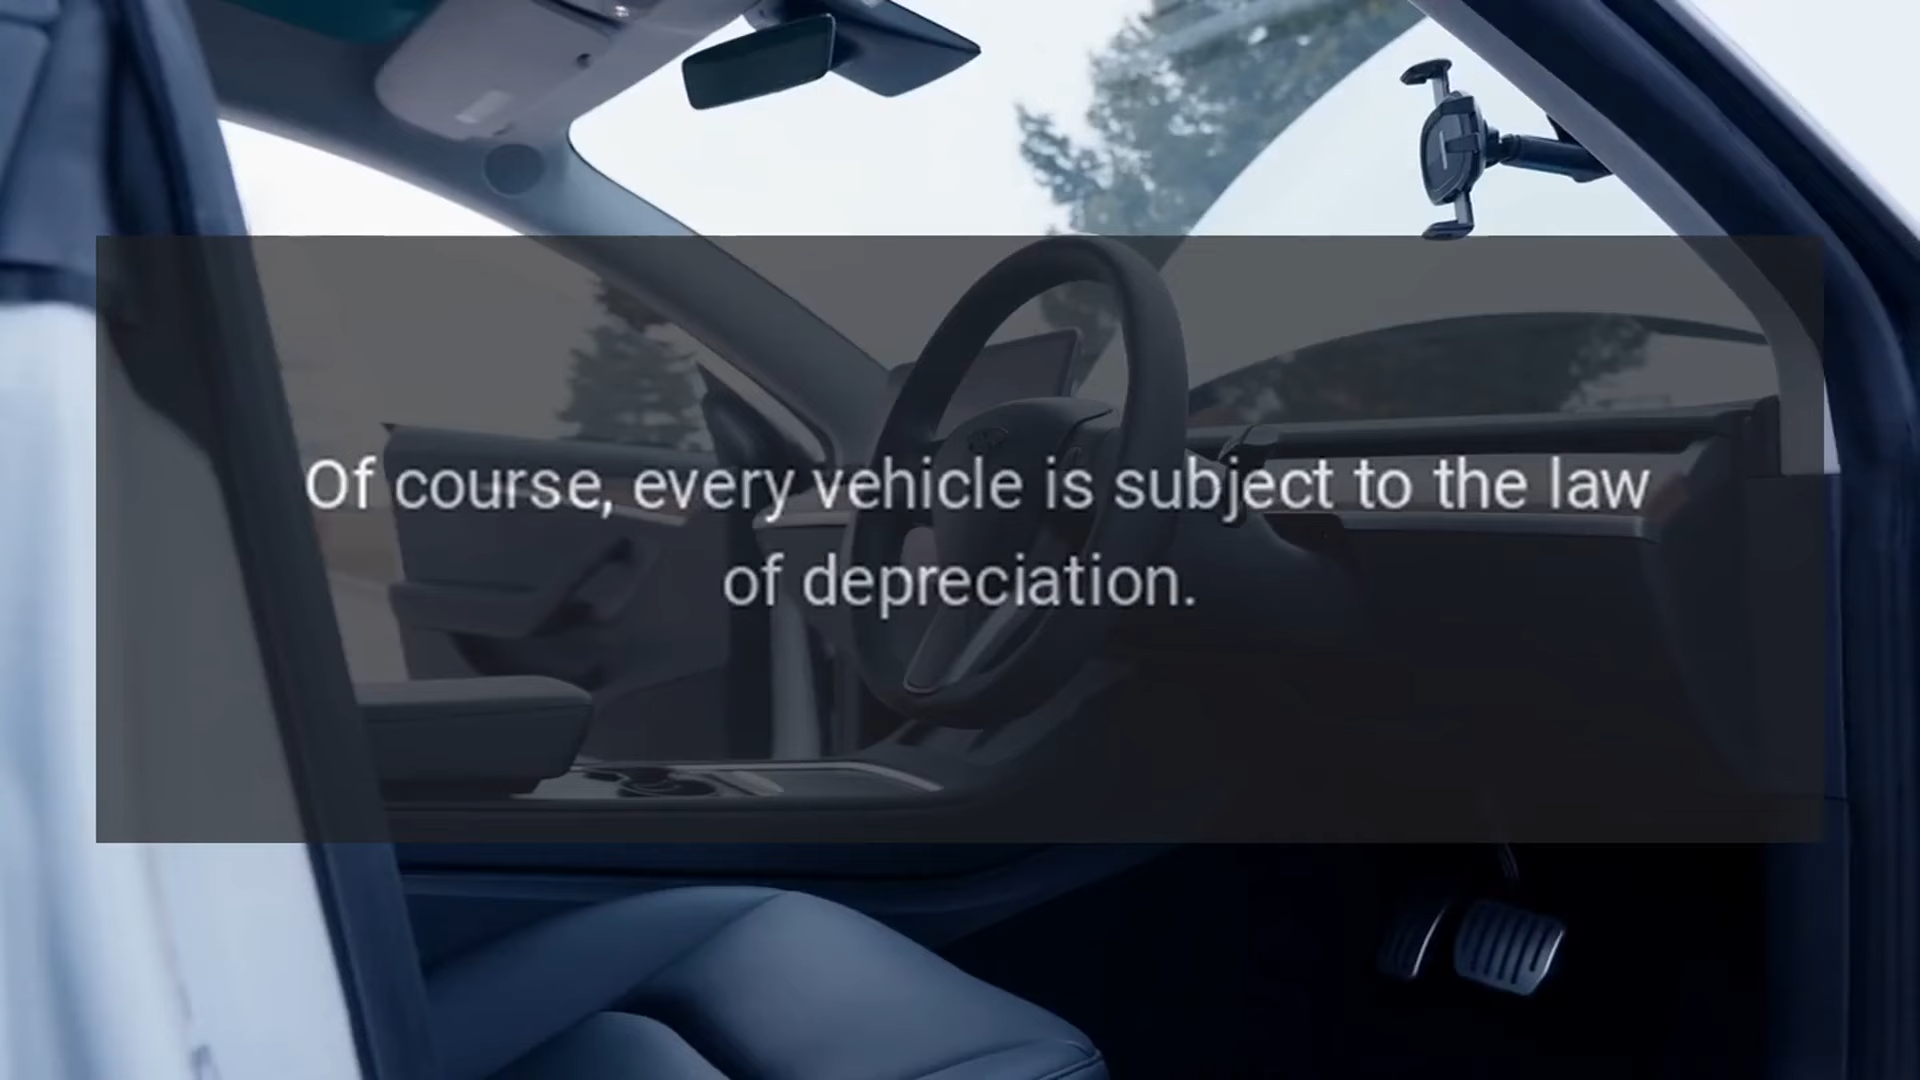 Of course, every vehicle is subject to the law
of depreciation.